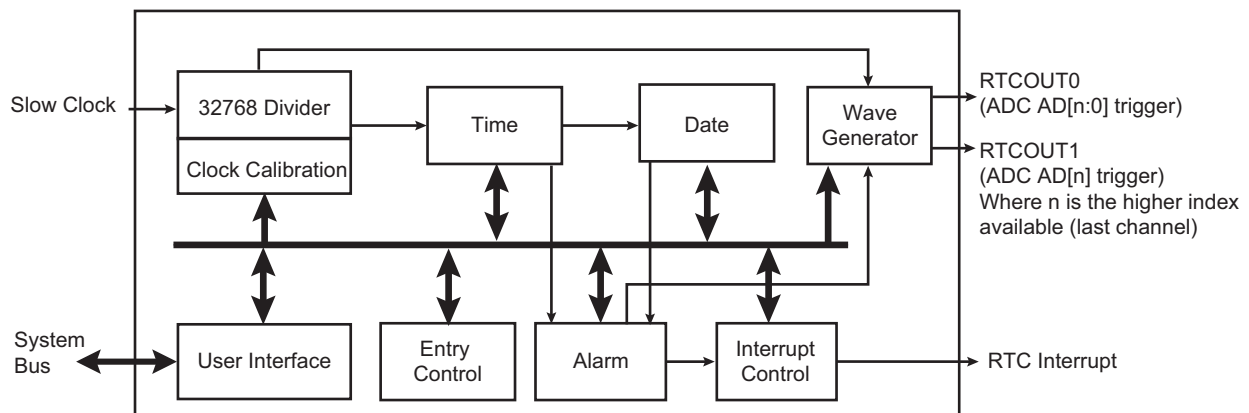 Slow Clock
32768 Divider
Clock Calibration
Time
Date
Wave
Generator
RTCOUT0
(ADC AD[n:0] trigger)
RTCOUT1
(ADC AD[n] trigger)
Where n is the higher index
available (last channel)
System
Bus
User Interface
Entry
Control
Alarm
Interrupt
Control
RTC Interrupt